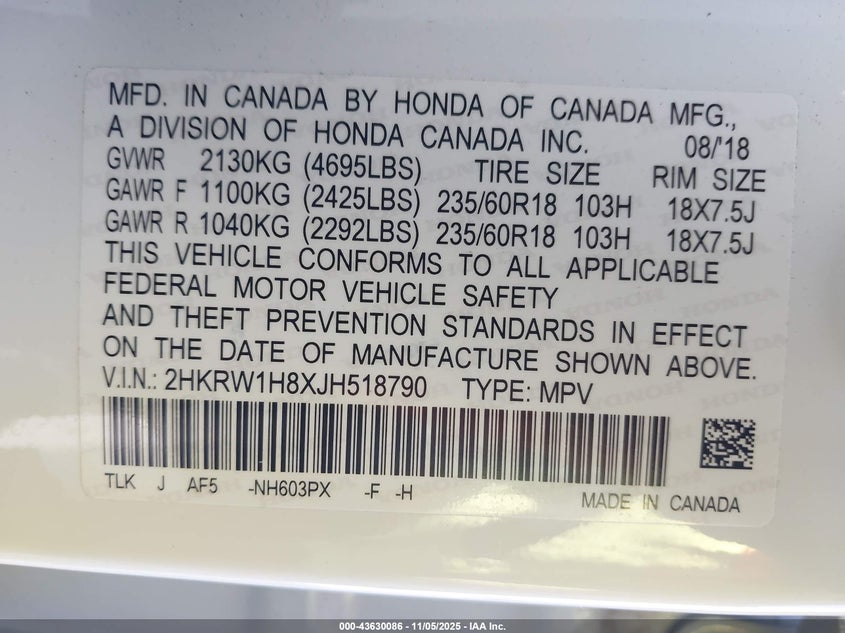 MFD. IN CANADA BY HONDA OF CANADA MFG.,
A DIVISION OF HONDA CANADA INC. 08/'18
GVWR 2130KG (4695LBS) TIRE SIZE RIM SIZE
GAWR F 1100KG (2425LBS) 235/60R18 103H 18X7.5J
GAWR R 1040KG (2292LBS) 235/60R18 103H 18X7.5J
THIS VEHICLE CONFORMS TO ALL APPLICABLE
FEDERAL MOTOR VEHICLE SAFETY
AND THEFT PREVENTION STANDARDS IN EFFECT
ON THE DATE OF MANUFACTURE SHOWN ABOVE.
V.I.N.: 2HKRW1H8XJH518790 TYPE: MPV
TLK J AF5 -NH603PX -F -H
MADE IN CANADA
000-43630086 - 11/05/2025 - IAA Inc.